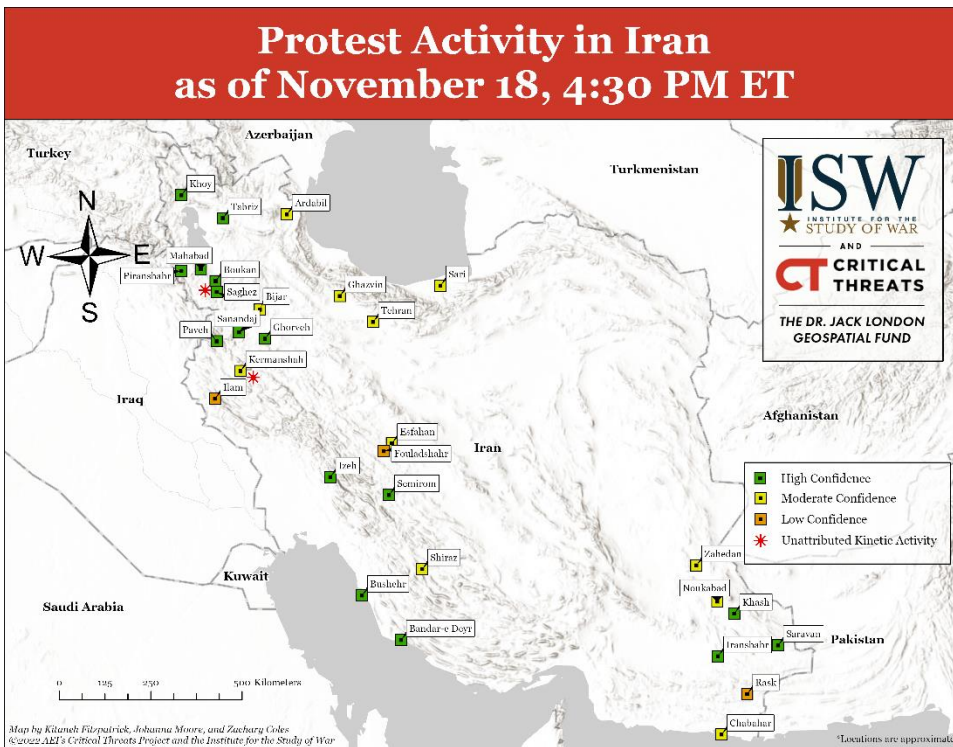 Protest Activity in Iran
as of November 18, 4:30 PM ET
Azerbaijan
Turkey
Turkmenistan
ISW
INSTITUTE FOR THE
STUDY OF WAR
AND
CT CRITICAL
THREATS
THE DR. JACK LONDON
GEOSPATIAL FUND
N
W
E
S
Khoy
Tabriz
Ardabil
Mahabad
Piranshahr
Boukan
Saghez
Bijar
Ghazvin
Sari
Tehran
Sanandaj
Paveh
Ghorveh
Kermanshah
Ilam
Iraq
Afghanistan
Esfahan
Iran
Fouladshahr
Izeh
Semirom
High Confidence
Moderate Confidence
Low Confidence
Unattributed Kinetic Activity
Shiraz
Zahedan
Kuwait
Bushehr
Noukabad
Khash
Saudi Arabia
Bandar-e Deyr
Saravan
Pakistan
Iranshahr
Rask
Chabahar
0 125 250 500 Kilometers
Map by Kitaneh Fitzpatrick, Johanna Moore, and Zachary Coles
©2022 AEI's Critical Threats Project and the Institute for the Study of War
*Locations are approximat